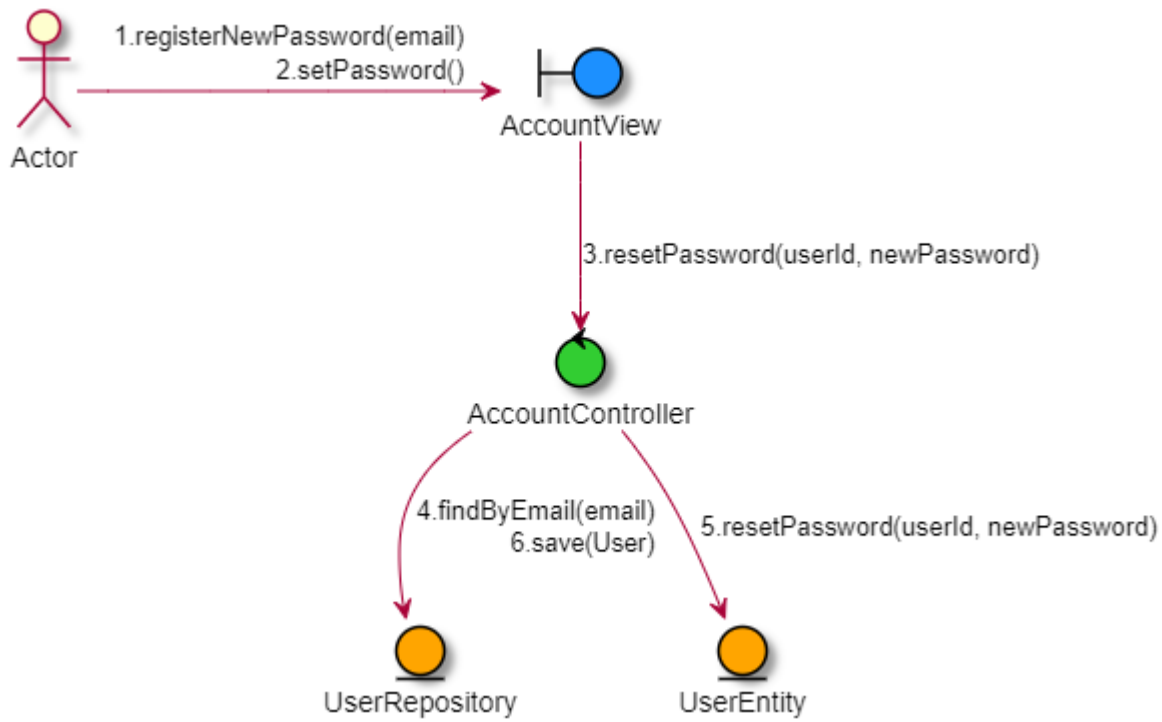 1.registerNewPassword(email)
2.setPassword()
Actor
AccountView
3.resetPassword(userId, newPassword)
AccountController
4.findByEmail(email)
6.save(User)
5.resetPassword(userId, newPassword)
UserRepository
UserEntity